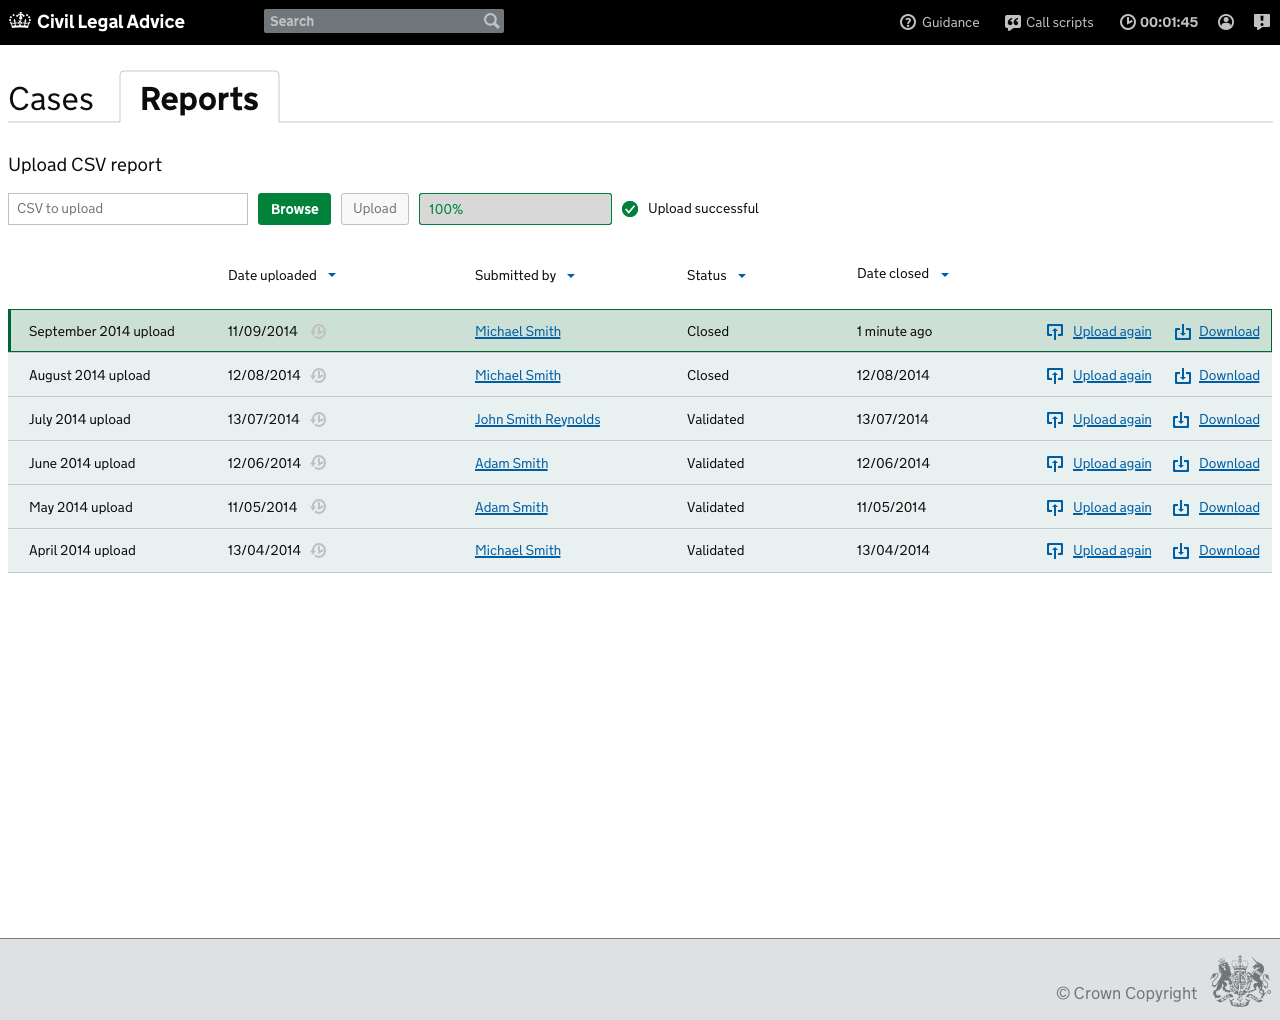 Civil Legal Advice Search Guidance Call scripts 00:01:45
Cases Reports
Upload CSV report
CSV to upload Browse Upload 100% Upload successful
Date uploaded Submitted by Status Date closed
September 2014 upload 11/09/2014 Michael Smith Closed 1 minute ago Upload again Download
August 2014 upload 12/08/2014 Michael Smith Closed 12/08/2014 Upload again Download
July 2014 upload 13/07/2014 John Smith Reynolds Validated 13/07/2014 Upload again Download
June 2014 upload 12/06/2014 Adam Smith Validated 12/06/2014 Upload again Download
May 2014 upload 11/05/2014 Adam Smith Validated 11/05/2014 Upload again Download
April 2014 upload 13/04/2014 Michael Smith Validated 13/04/2014 Upload again Download
© Crown Copyright